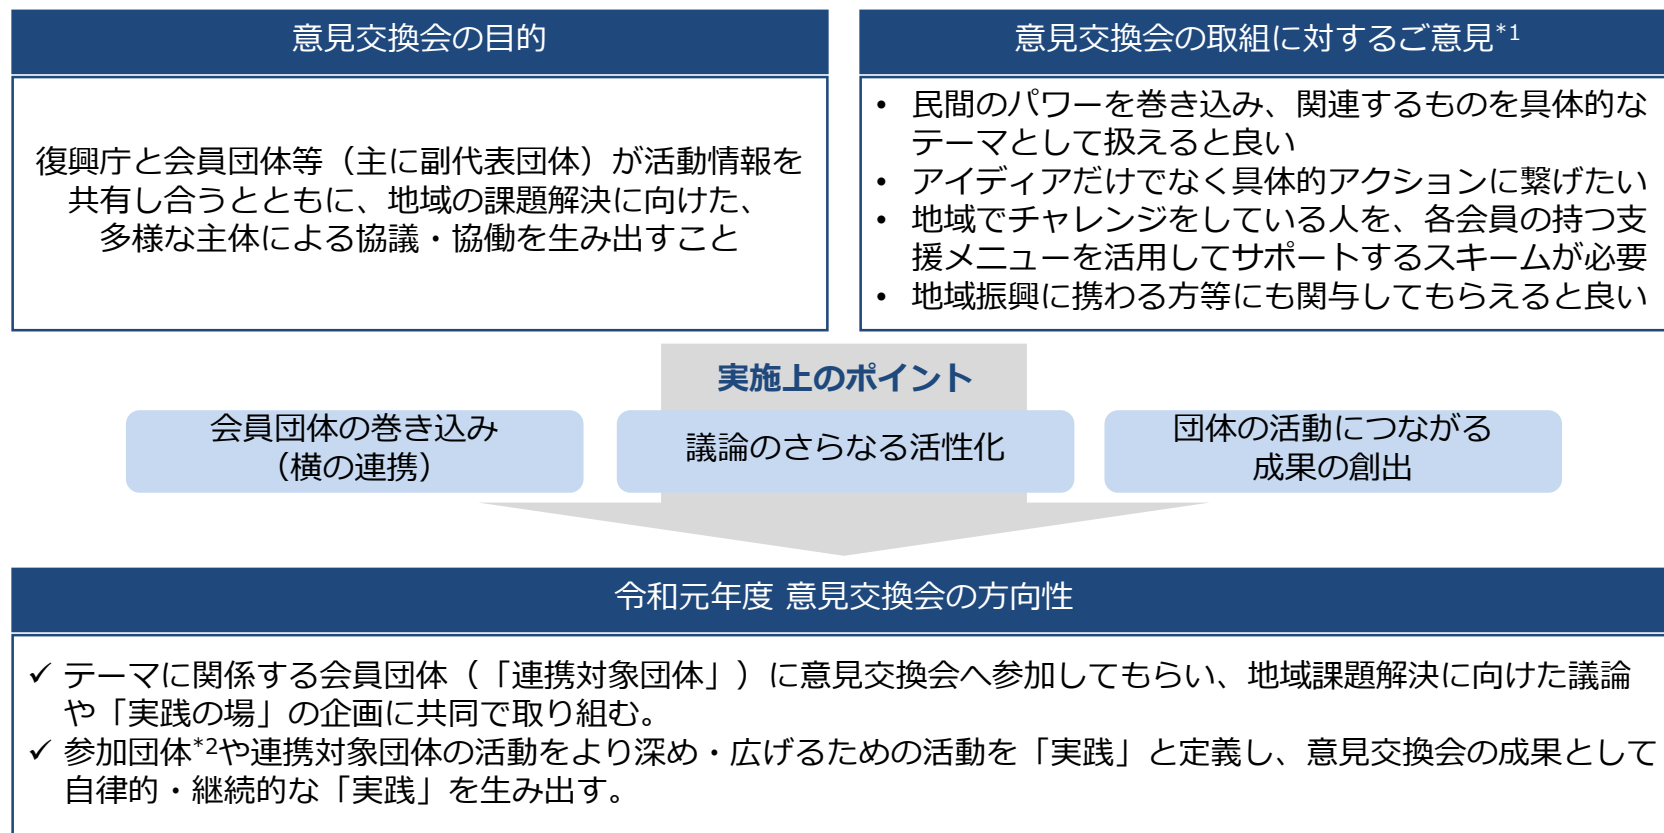 意見交換会の目的
復興庁と会員団体等（主に副代表団体）が活動情報を
共有し合うとともに、地域の課題解決に向けた、
多様な主体による協議・協働を生み出すこと
意見交換会の取組に対するご意見*1
• 民間のパワーを巻き込み、関連するものを具体的な
テーマとして扱えると良い
• アイディアだけでなく具体的アクションに繋げたい
• 地域でチャレンジをしている人を、各会員の持つ支
援メニューを活用してサポートするスキームが必要
• 地域振興に携わる方等にも関与してもらえると良い
実施上のポイント
会員団体の巻き込み
（横の連携）
議論のさらなる活性化
団体の活動につながる
成果の創出
令和元年度 意見交換会の方向性
✓ テーマに関係する会員団体（「連携対象団体」）に意見交換会へ参加してもらい、地域課題解決に向けた議論
や「実践の場」の企画に共同で取り組む。
✓ 参加団体*2や連携対象団体の活動をより深め・広げるための活動を「実践」と定義し、意見交換会の成果として
自律的・継続的な「実践」を生み出す。